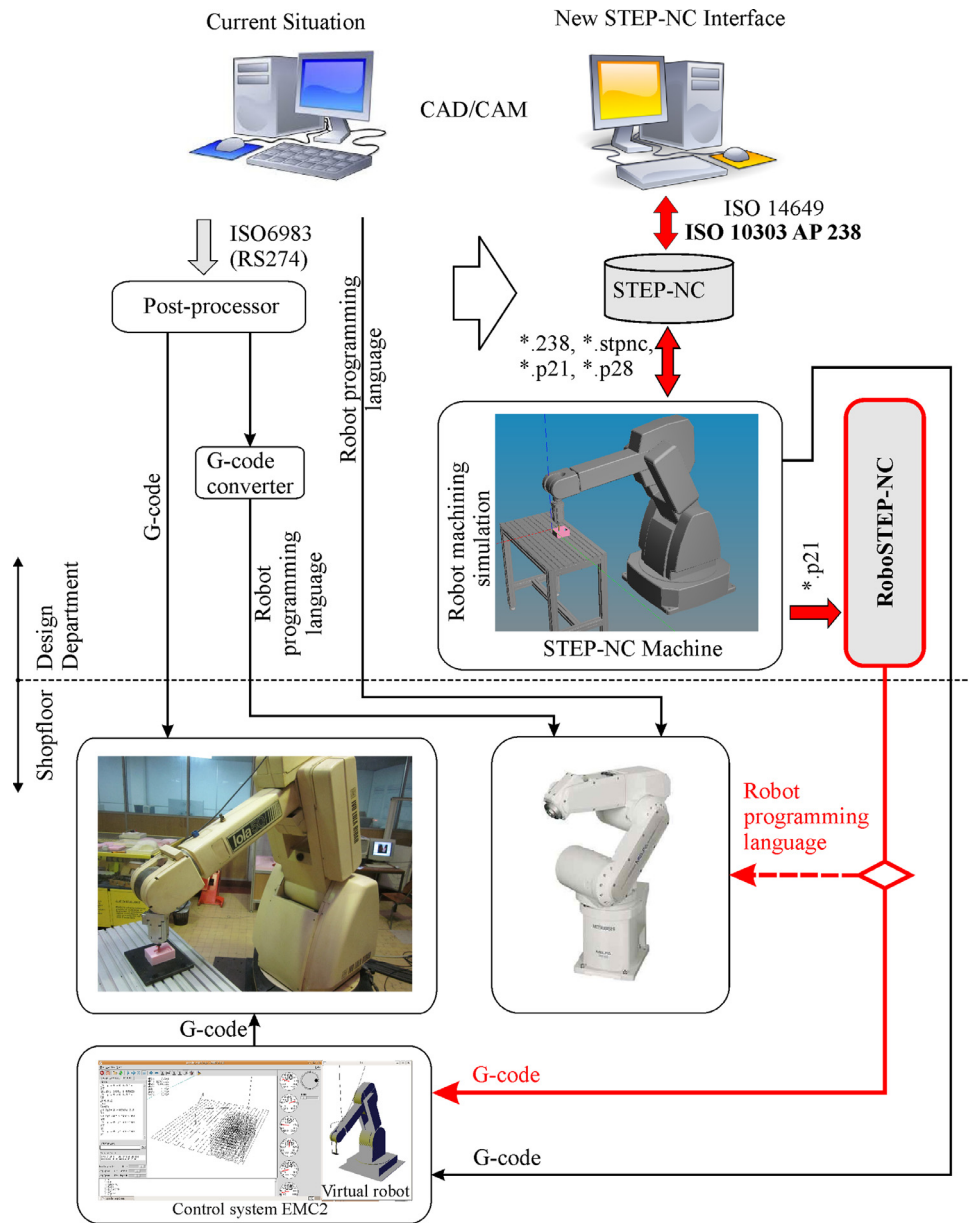 Current Situation
New STEP-NC Interface
CAD/CAM
ISO6983
(RS274)
ISO 14649
ISO 10303 AP 238
Post-processor
STEP-NC
*.238, *.stpnc,
*.p21, *.p28
Robot programming
language
G-code
converter
G-code
Robot
programming
language
Robot machining
simulation
STEP-NC Machine
*.p21
RoboSTEP-NC
Design
Department
Shopfloor
lola
Robot
programming
language
G-code
G-code
G-code
Virtual robot
Control system EMC2